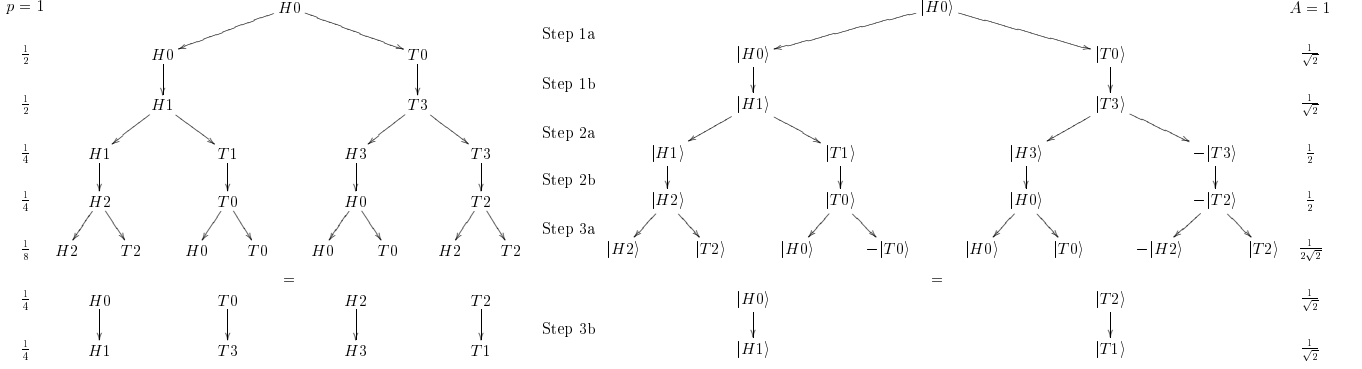 p = 1 H0 |H0⟩ A = 1
Step 1a
1/2 H0 T0 |H0⟩ |T0⟩ 1/√2
Step 1b
1/2 H1 T3 |H1⟩ |T3⟩ 1/√2
Step 2a
1/4 H1 T1 H3 T3 |H1⟩ |T1⟩ |H3⟩ −|T3⟩ 1/2
Step 2b
1/4 H2 T0 H0 T2 |H2⟩ |T0⟩ |H0⟩ −|T2⟩ 1/2
Step 3a
1/8 H2 T2 H0 T0 H0 T0 H2 T2 |H2⟩ |T2⟩ |H0⟩ −|T0⟩ |H0⟩ |T0⟩ −|H2⟩ |T2⟩ 1/2√2
= =
1/4 H0 T0 H2 T2 |H0⟩ |T2⟩ 1/√2
Step 3b
1/4 H1 T3 H3 T1 |H1⟩ |T1⟩ 1/√2